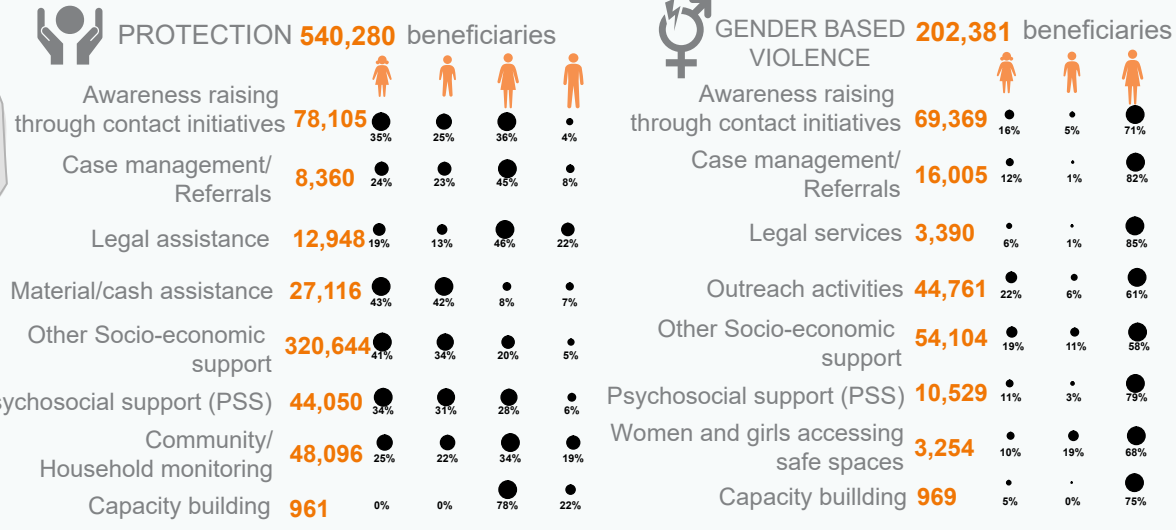 PROTECTION 540,280 beneficiaries
Awareness raising
through contact initiatives 78,105
35% 25% 36% 4%
Case management/
Referrals 8,360
24% 23% 45% 8%
Legal assistance 12,948
19% 13% 46% 22%
Material/cash assistance 27,116
43% 42% 8% 7%
Other Socio-economic
support 320,644
41% 34% 20% 5%
sychosocial support (PSS) 44,050
34% 31% 28% 6%
Community/
Household monitoring 48,096
25% 22% 34% 19%
Capacity building 961
0% 0% 78% 22%
GENDER BASED
VIOLENCE 202,381 beneficiaries
Awareness raising
through contact initiatives 69,369
16% 5% 71%
Case management/
Referrals 16,005
12% 1% 82%
Legal services 3,390
6% 1% 85%
Outreach activities 44,761
22% 6% 61%
Other Socio-economic
support 54,104
19% 11% 58%
Psychosocial support (PSS) 10,529
11% 3% 79%
Women and girls accessing
safe spaces 3,254
10% 19% 68%
Capacity buillding 969
5% 0% 75%